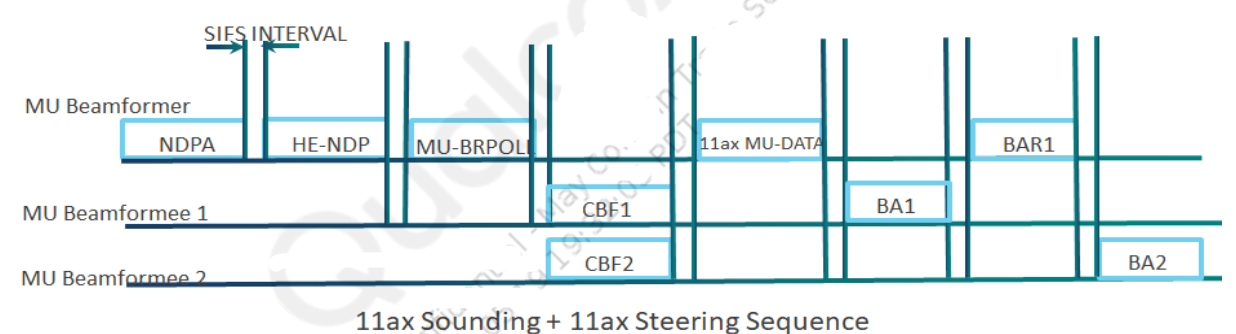 SIFS INTERVAL
MU Beamformer
NDPA
HE-NDP
MU-BRPOLL
11ax MU-DATA
BAR1
MU Beamformee 1
CBF1
BA1
MU Beamformee 2
CBF2
BA2
11ax Sounding + 11ax Steering Sequence